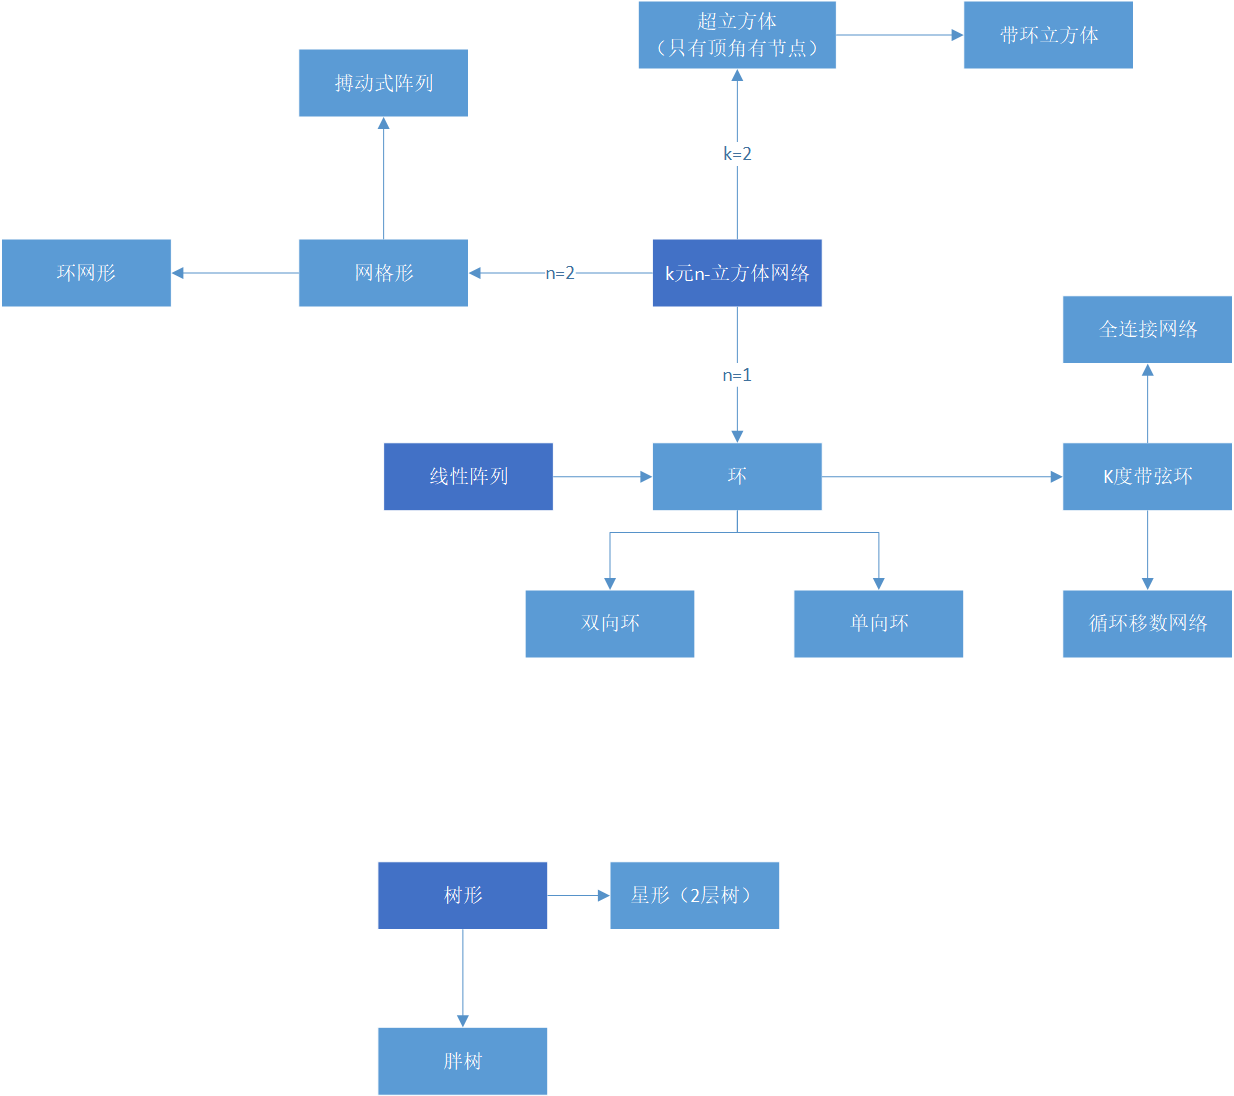 超立方体
（只有顶角有节点）
带环立方体
搏动式阵列
k=2
环网形
网格形
n=2
k元n-立方体网络
全连接网络
n=1
线性阵列
环
K度带弦环
双向环
单向环
循环移数网络
树形
星形（2层树）
胖树